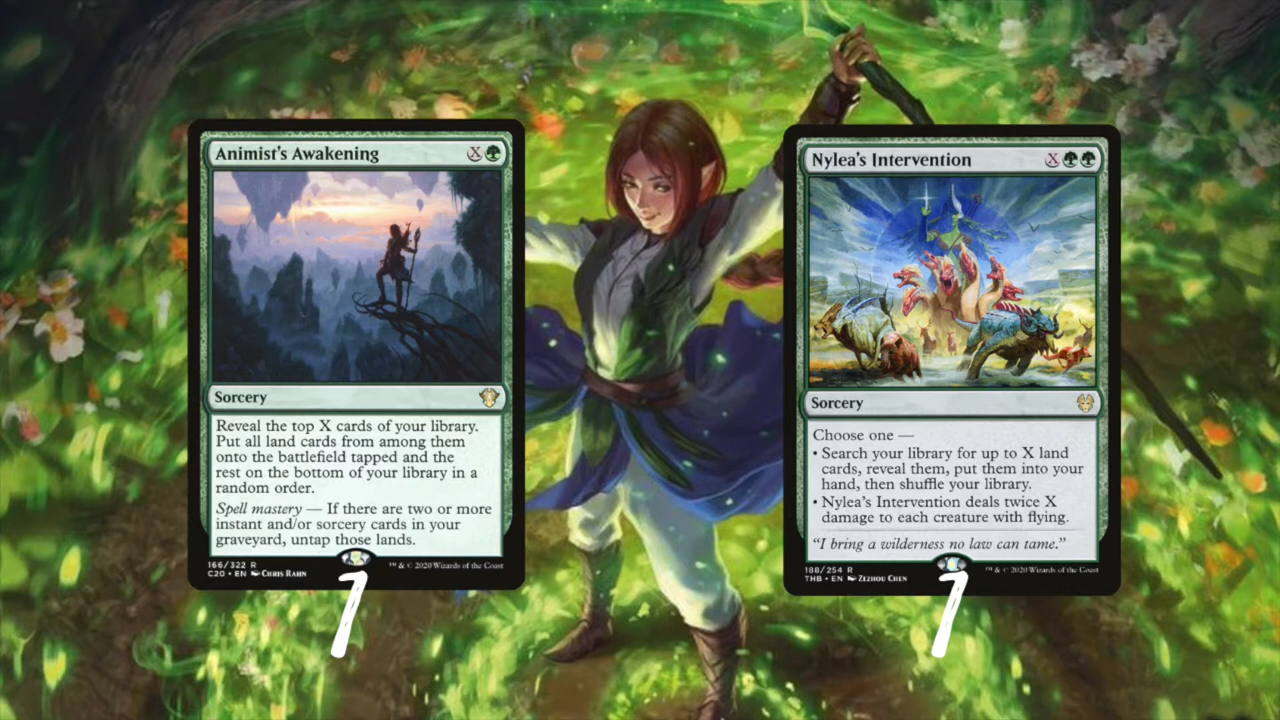 Animist's Awakening
X
Sorcery
Reveal the top X cards of your library.
Put all land cards from among them
onto the battlefield tapped and the
rest on the bottom of your library in a
random order.
Spell mastery — If there are two or more
instant and/or sorcery cards in your
graveyard, untap those lands.
166/322 R
C20 • EN CHRIS RAHN
™ & © 2020 Wizards of the Coast
1
Nylea's Intervention
X
Sorcery
Choose one —
• Search your library for up to X land
cards, reveal them, put them into your
hand, then shuffle your library.
• Nylea's Intervention deals twice X
damage to each creature with flying.
"I bring a wilderness no law can tame."
188/254 R
THB • EN ZIZHOU CHEN
™ & © 2020 Wizards of the Coast
1